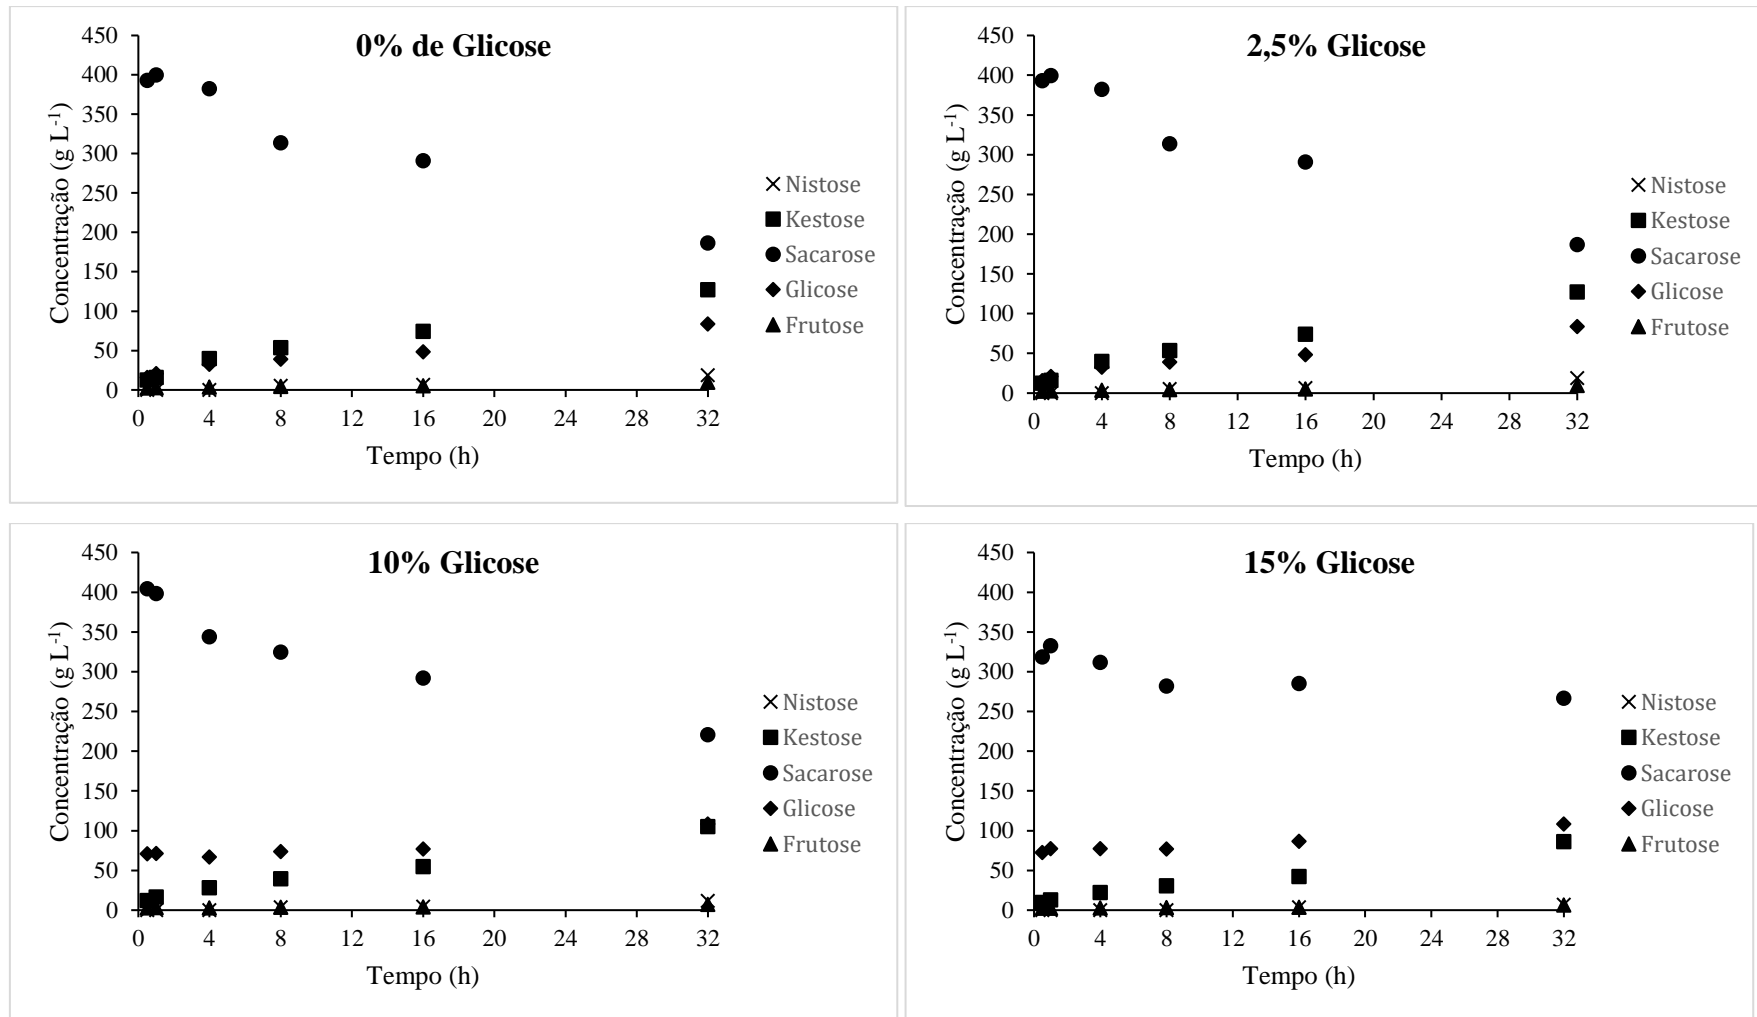 0% de Glicose
Concentração (g L-1)
450
400
350
300
250
200
150
100
50
0
0 4 8 12 16 20 24 28 32
Tempo (h)
Nistose
Kestose
Sacarose
Glicose
Frutose
2,5% Glicose
Concentração (g L-1)
450
400
350
300
250
200
150
100
50
0
0 4 8 12 16 20 24 28 32
Tempo (h)
Nistose
Kestose
Sacarose
Glicose
Frutose
10% Glicose
Concentração (g L-1)
450
400
350
300
250
200
150
100
50
0
0 4 8 12 16 20 24 28 32
Tempo (h)
Nistose
Kestose
Sacarose
Glicose
Frutose
15% Glicose
Concentração (g L-1)
450
400
350
300
250
200
150
100
50
0
0 4 8 12 16 20 24 28 32
Tempo (h)
Nistose
Kestose
Sacarose
Glicose
Frutose